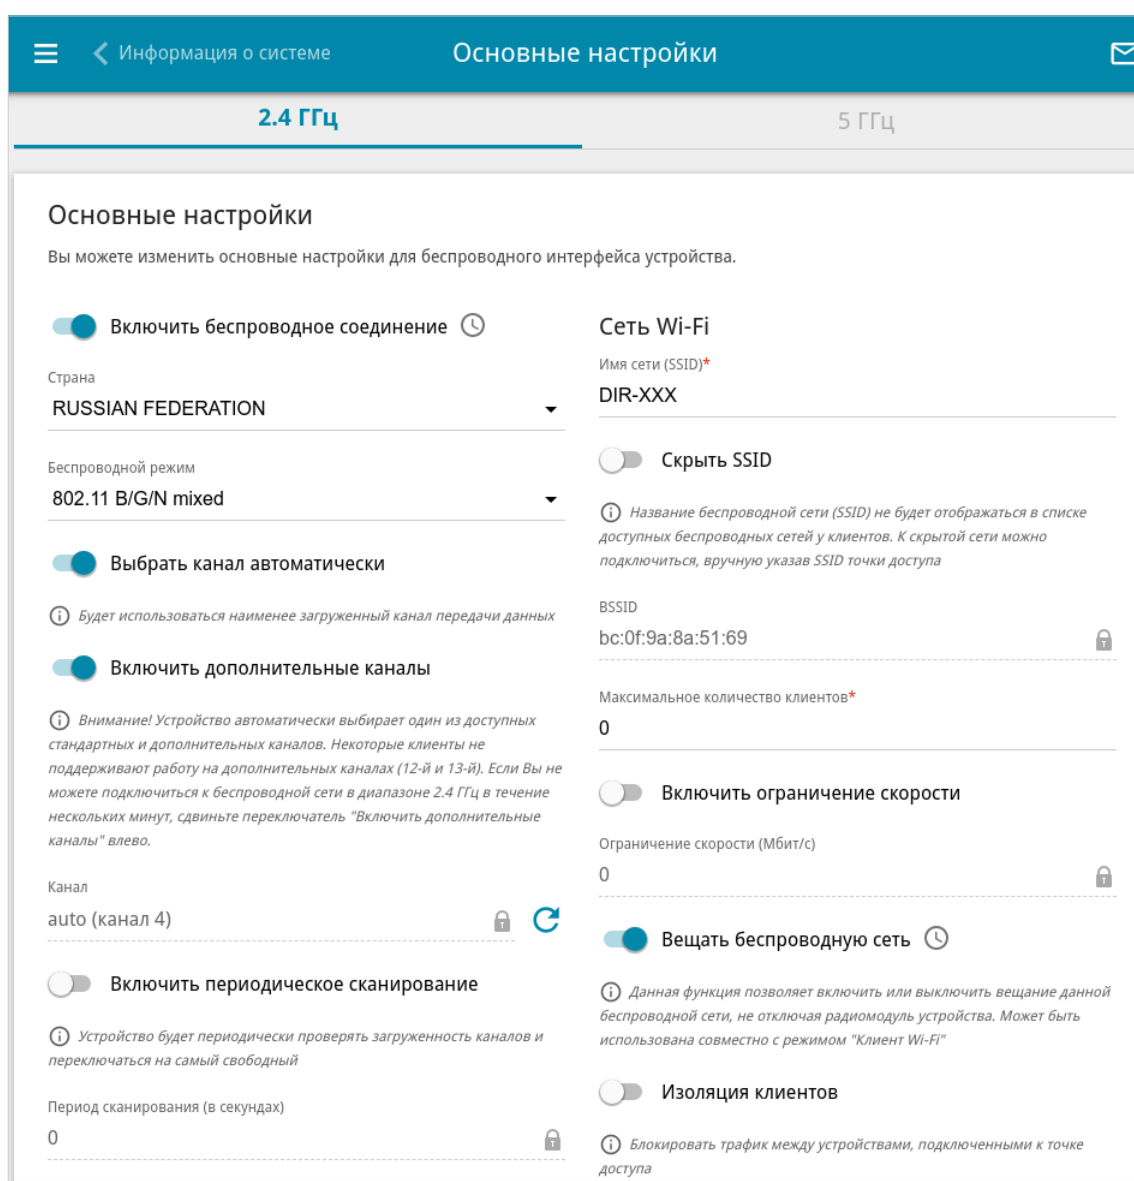 Информация о системе
Основные настройки
2.4 ГГц
5 ГГц
Основные настройки
Вы можете изменить основные настройки для беспроводного интерфейса устройства.
Включить беспроводное соединение
Страна
RUSSIAN FEDERATION
Беспроводной режим
802.11 B/G/N mixed
Выбрать канал автоматически
Будет использоваться наименее загруженный канал передачи данных
Включить дополнительные каналы
Внимание! Устройство автоматически выбирает один из доступных
стандартных и дополнительных каналов. Некоторые клиенты не
поддерживают работу на дополнительных каналах (12-й и 13-й). Если Вы не
можете подключиться к беспроводной сети в диапазоне 2.4 ГГц в течение
нескольких минут, сдвиньте переключатель "Включить дополнительные
каналы" влево.
Канал
auto (канал 4)
Включить периодическое сканирование
Устройство будет периодически проверять загруженность каналов и
переключаться на самый свободный
Период сканирования (в секундах)
0
Сеть Wi-Fi
Имя сети (SSID)*
DIR-XXX
Скрыть SSID
Название беспроводной сети (SSID) не будет отображаться в списке
доступных беспроводных сетей у клиентов. К скрытой сети можно
подключиться, вручную указав SSID точки доступа
BSSID
bc:0f:9a:8a:51:69
Максимальное количество клиентов*
0
Включить ограничение скорости
Ограничение скорости (Мбит/с)
0
Вещать беспроводную сеть
Данная функция позволяет включить или выключить вещание данной
беспроводной сети, не отключая радиомодуль устройства. Может быть
использована совместно с режимом "Клиент Wi-Fi"
Изоляция клиентов
Блокировать трафик между устройствами, подключенными к точке
доступа